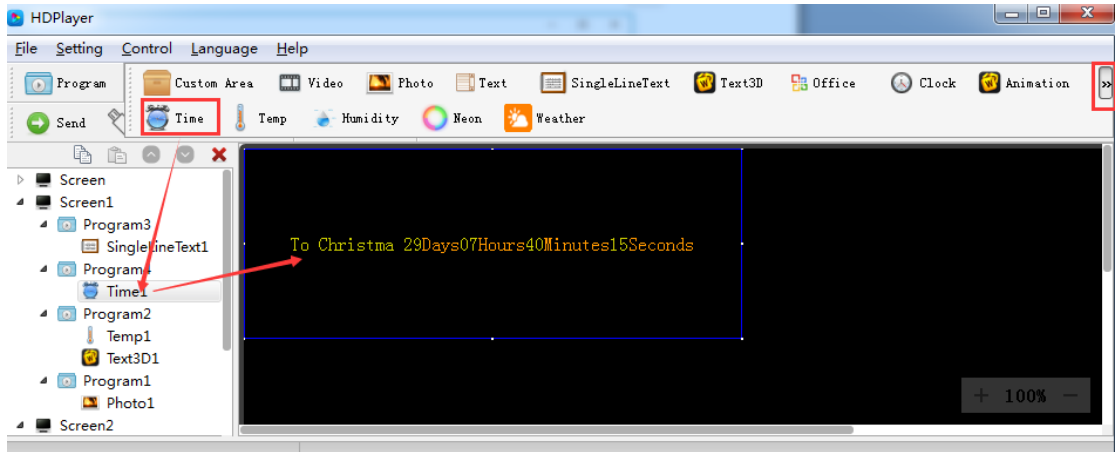 HDPlayer
File Setting Control Language Help
Program Custom Area Video Photo Text SingleLineText Text3D Office Clock Animation »
Send Time Temp Humidity Neon Weather
Screen
Screen1
Program3
SingleLineText1
To Christma 29Days07Hours40Minutes15Seconds
Program4
Time1
Program2
Temp1
Text3D1
Program1
Photo1
+ 100% −
Screen2